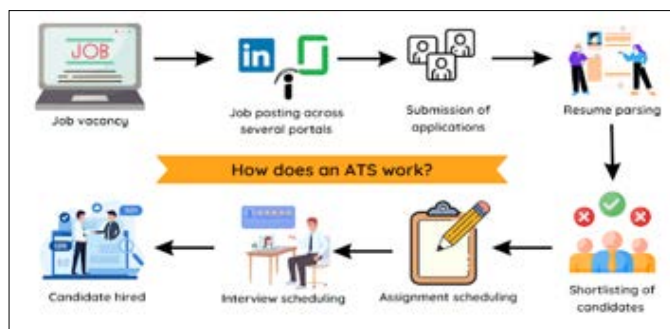 JOB
in
Job vacancy
Job posting across
several portals
Submission of
applications
Resume parsing
How does an ATS work?
Candidate hired
Interview scheduling
Assignment scheduling
Shortlisting of
candidates